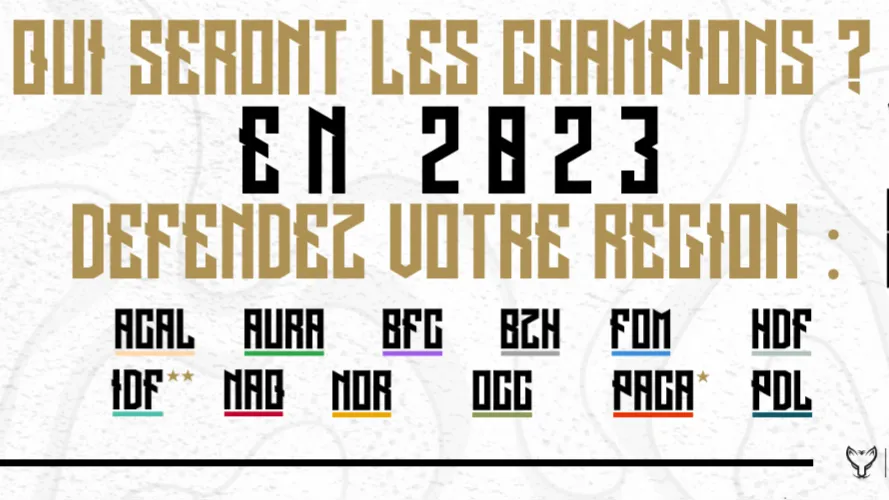 QUI SERONT LES CHAMPIONS ?
EN 2023
DEFENDEZ VOTRE REGION :
ACAL AURA BFC BZH FOM HDF
IDF★★ NAQ NOR OCC PACA★ PDL